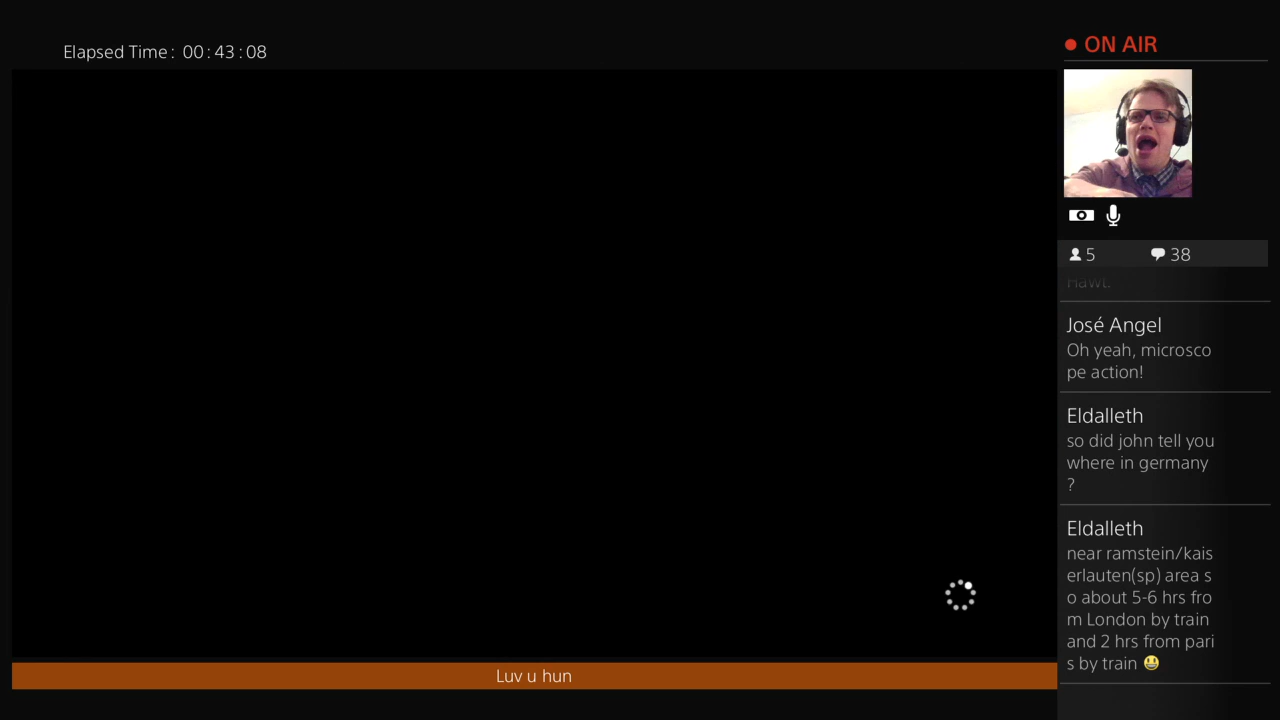 Elapsed Time: 00:43:08
ON AIR
5
38
Hawt.
José Angel
Oh yeah, microsco
pe action!
Eldalleth
so did john tell you
where in germany
?
Eldalleth
near ramstein/kais
erlauten(sp) area s
o about 5-6 hrs fro
m London by train
and 2 hrs from pari
s by train 😃
Luv u hun